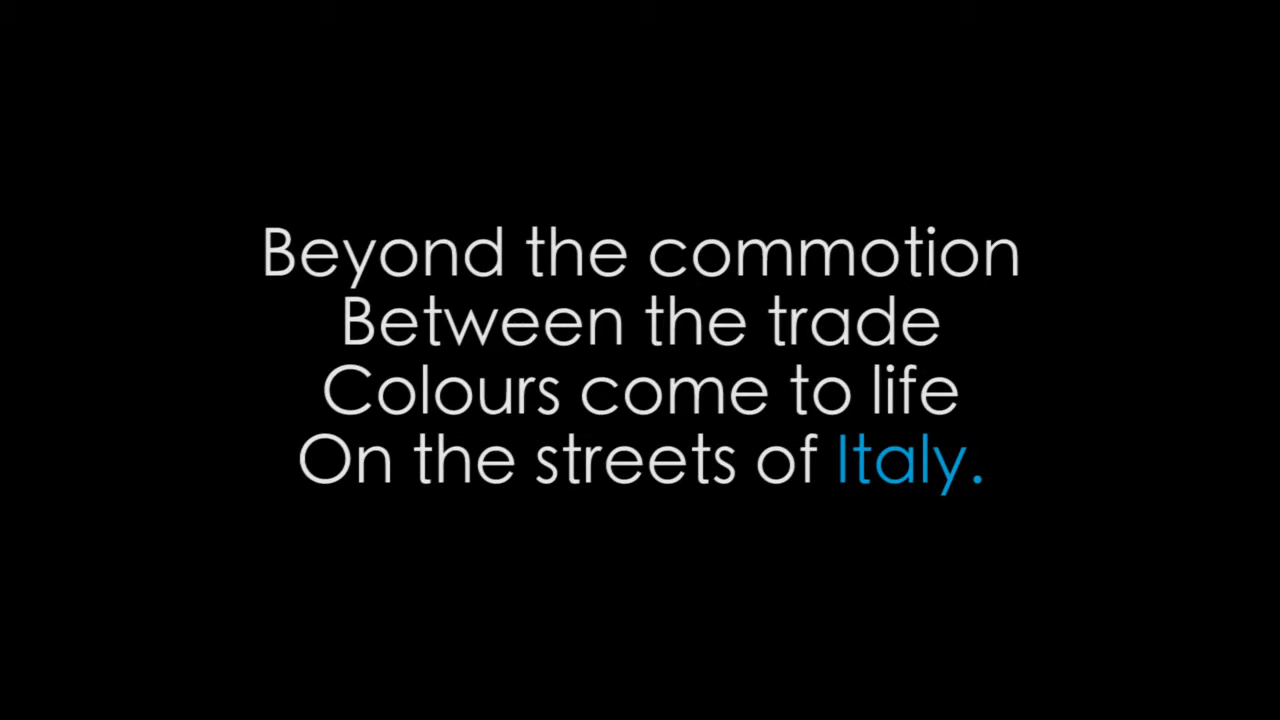 Beyond the commotion
Between the trade
Colours come to life
On the streets of Italy.